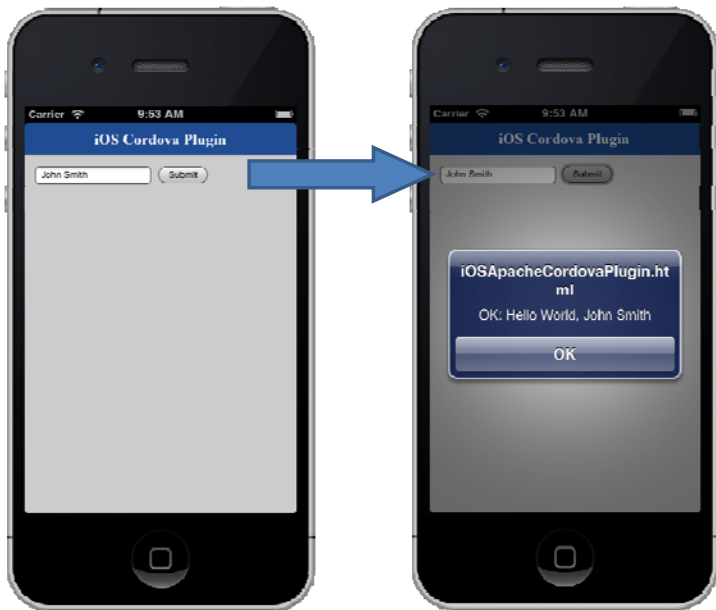 Carrier 9:53 AM
iOS Cordova Plugin
John Smith Submit
Carrier 9:53 AM
iOS Cordova Plugin
John Smith Submit
iOSApacheCordovaPlugin.ht
ml
OK: Hello World, John Smith
OK